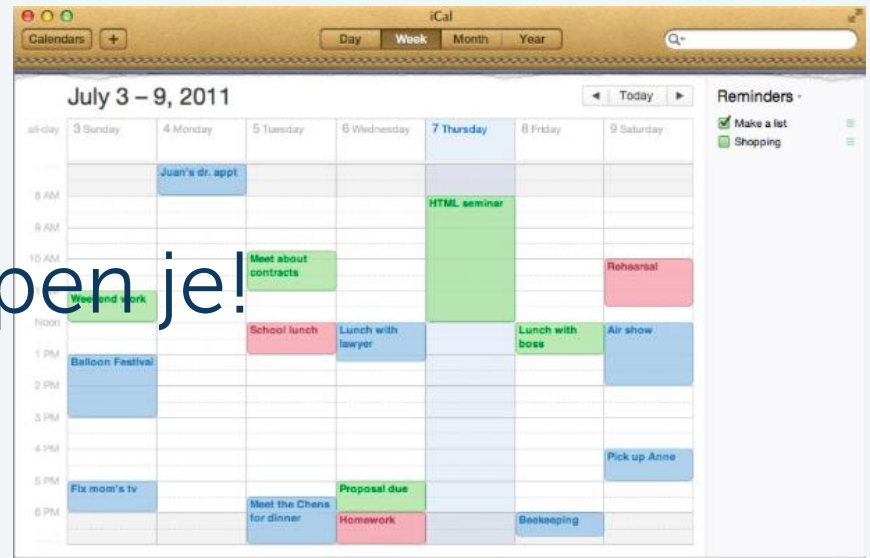 iCal
Calendars + Day Week Month Year
July 3 – 9, 2011
Today
Reminders
all-day 3 Sunday 4 Monday 5 Tuesday 6 Wednesday 7 Thursday 8 Friday 9 Saturday
Make a list
Shopping
Juan's dr. appt
8 AM
HTML seminar
9 AM
10 AM
Meet about
contracts
Rehearsal
pen je!
Weekend work
Noon
School lunch
Lunch with
lawyer
Lunch with
boss
Air show
1 PM
Balloon Festival
2 PM
3 PM
4 PM
Pick up Anne
5 PM
Fix mom's tv
Proposal due
Meet the Chens
for dinner
6 PM
Homework
Beekeeping